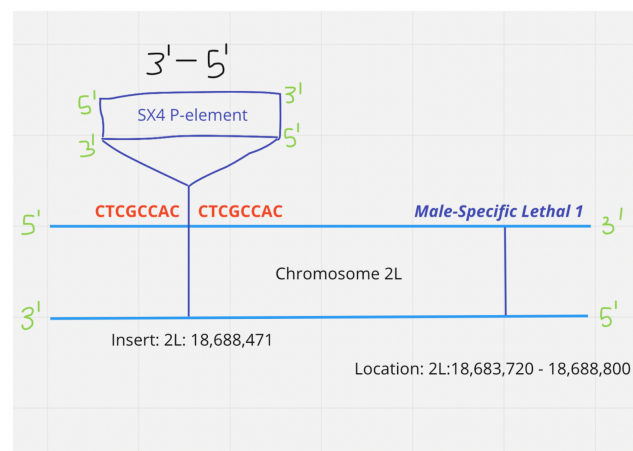 3'-5'
5' 3'
SX4 P-element
3' 5'
CTCGCCAC CTCGCCAC Male-Specific Lethal 1
5' 3'
Chromosome 2L
3' 5'
Insert: 2L: 18,688,471
Location: 2L:18,683,720 - 18,688,800